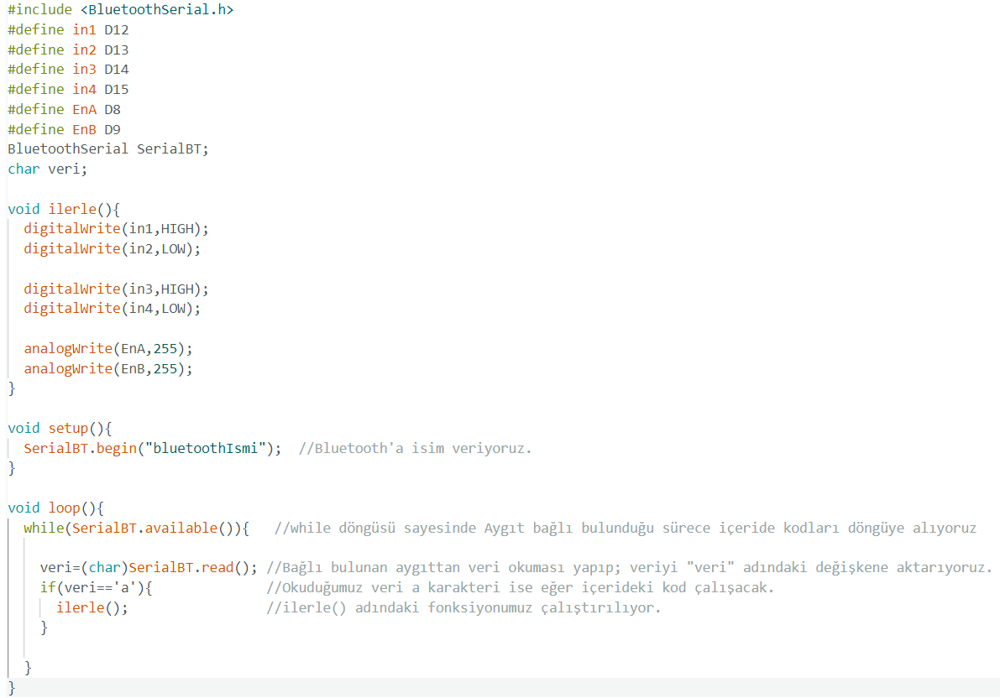 #include <BluetoothSerial.h>
#define in1 D12
#define in2 D13
#define in3 D14
#define in4 D15
#define EnA D8
#define EnB D9
BluetoothSerial SerialBT;
char veri;
void ilerle(){
digitalWrite(in1,HIGH);
digitalWrite(in2,LOW);
digitalWrite(in3,HIGH);
digitalWrite(in4,LOW);
analogWrite(EnA,255);
analogWrite(EnB,255);
}
void setup(){
SerialBT.begin("bluetoothIsmi"); //Bluetooth'a isim veriyoruz.
}
void loop(){
while(SerialBT.available()){ //while döngüsü sayesinde Aygıt bağlı bulunduğu sürece içeride kodları döngüye alıyoruz
veri=(char)SerialBT.read(); //Bağlı bulunan aygıttan veri okuması yapıp; veriyi "veri" adındaki değişkene aktarıyoruz.
if(veri=='a'){ //Okuduğumuz veri a karakteri ise eğer içerideki kod çalışacak.
ilerle(); //ilerle() adındaki fonksiyonumuz çalıştırılıyor.
}
}
}